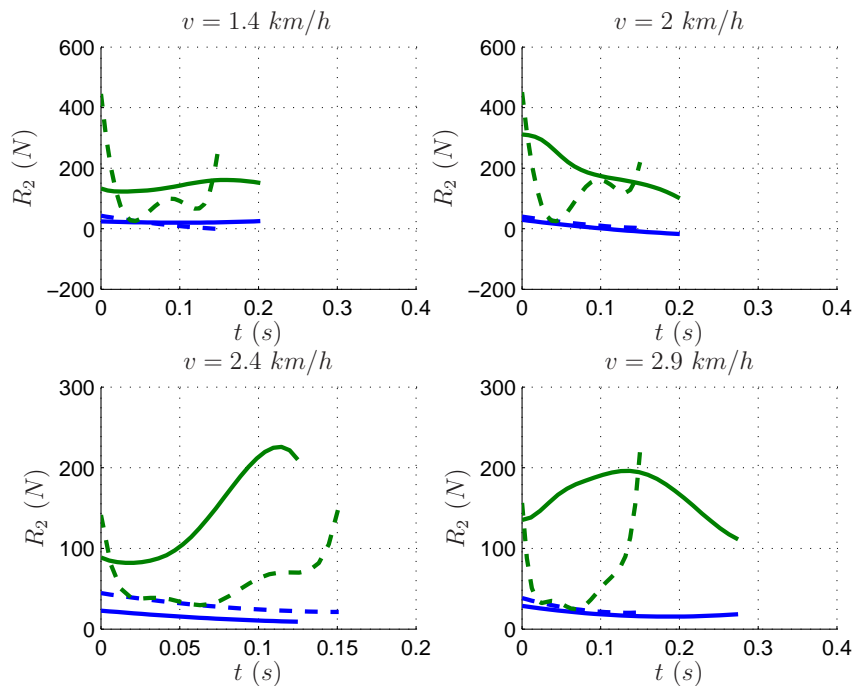 v = 1.4 km/h
600
400
200
0
−200
R₂ (N)
0 0.1 0.2 0.3 0.4
t (s)
v = 2 km/h
600
400
200
0
−200
R₂ (N)
0 0.1 0.2 0.3 0.4
t (s)
v = 2.4 km/h
300
200
100
0
R₂ (N)
0 0.05 0.1 0.15 0.2
t (s)
v = 2.9 km/h
300
200
100
0
R₂ (N)
0 0.1 0.2 0.3 0.4
t (s)